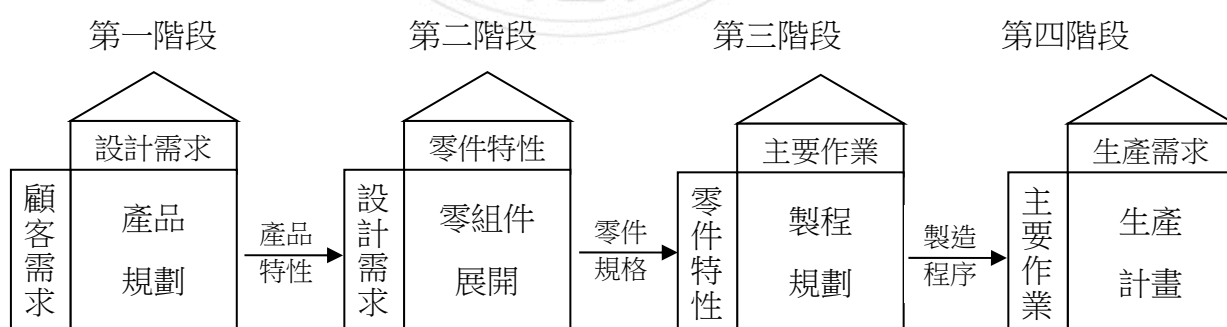 第一階段
第二階段
第三階段
第四階段
設計需求
零件特性
主要作業
生產需求
顧客需求
產品
規劃
產品
特性
設計需求
零組件
展開
零件
規格
零件特性
製程
規劃
製造
程序
主要作業
生產
計畫